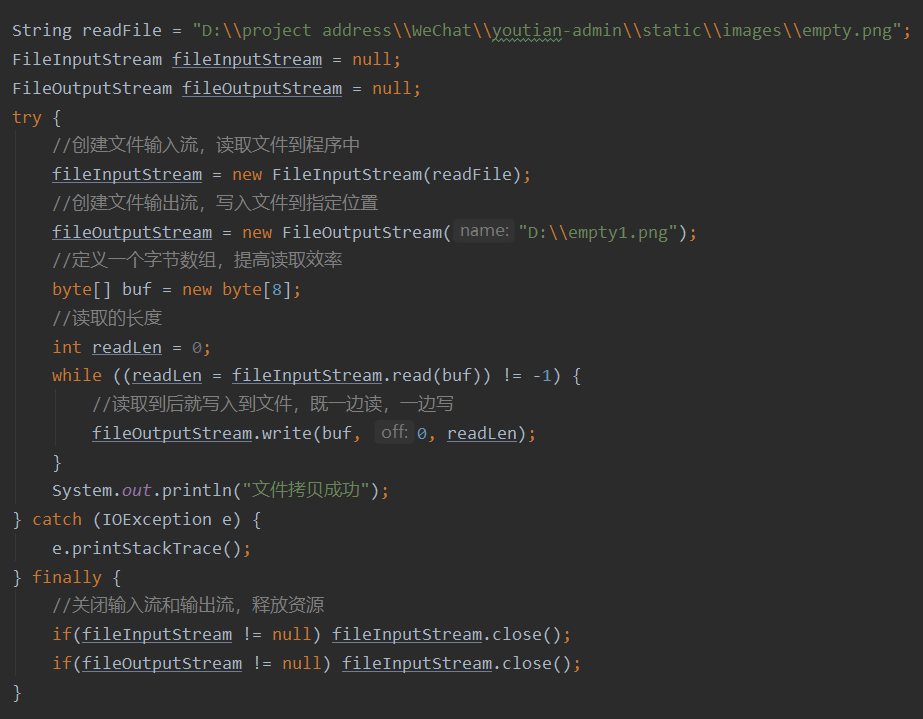 String readFile = "D:\\project address\\WeChat\\youtian-admin\\static\\images\\empty.png";
FileInputStream fileInputStream = null;
FileOutputStream fileOutputStream = null;
try {
//创建文件输入流，读取文件到程序中
fileInputStream = new FileInputStream(readFile);
//创建文件输出流，写入文件到指定位置
fileOutputStream = new FileOutputStream( name: "D:\\empty1.png");
//定义一个字节数组，提高读取效率
byte[] buf = new byte[8];
//读取的长度
int readLen = 0;
while ((readLen = fileInputStream.read(buf)) != -1) {
//读取到后就写入到文件，既一边读，一边写
fileOutputStream.write(buf, off: 0, readLen);
}
System.out.println("文件拷贝成功");
} catch (IOException e) {
e.printStackTrace();
} finally {
//关闭输入流和输出流，释放资源
if(fileInputStream != null) fileInputStream.close();
if(fileOutputStream != null) fileInputStream.close();
}